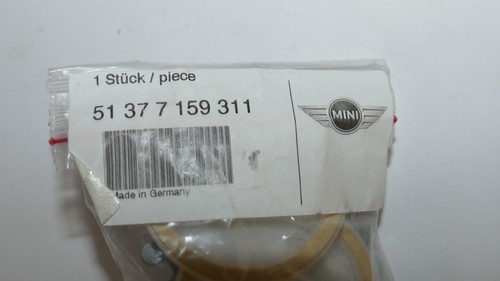 1 Stück / piece
51 37 7 159 311
MINI
Made in Germany